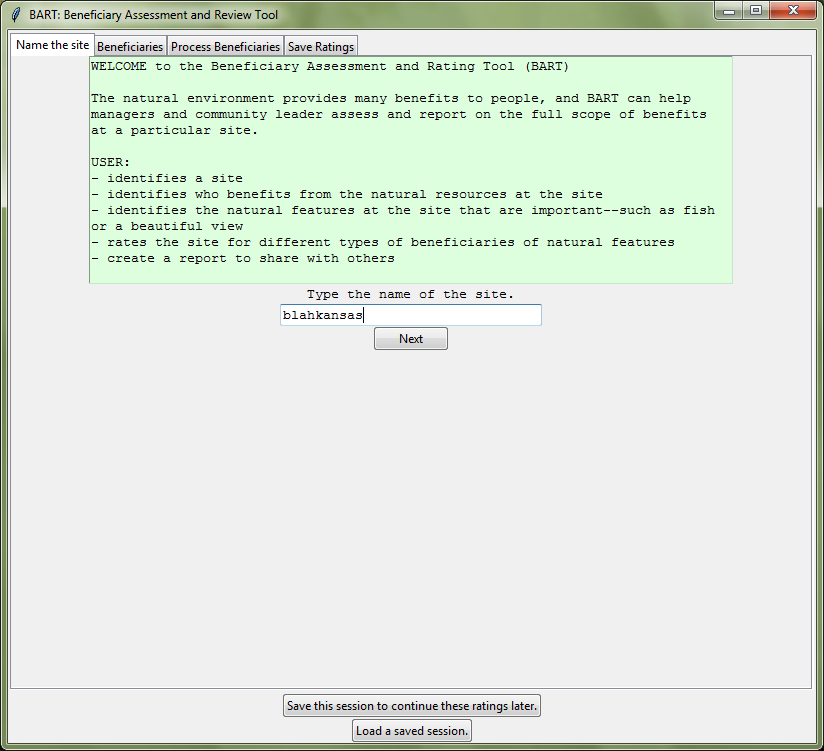 BART: Beneficiary Assessment and Review Tool
Name the site Beneficiaries Process Beneficiaries Save Ratings
WELCOME to the Beneficiary Assessment and Rating Tool (BART)
The natural environment provides many benefits to people, and BART can help
managers and community leader assess and report on the full scope of benefits
at a particular site.
USER:
- identifies a site
- identifies who benefits from the natural resources at the site
- identifies the natural features at the site that are important--such as fish
or a beautiful view
- rates the site for different types of beneficiaries of natural features
- create a report to share with others
Type the name of the site.
blahkansas
Next
Save this session to continue these ratings later.
Load a saved session.